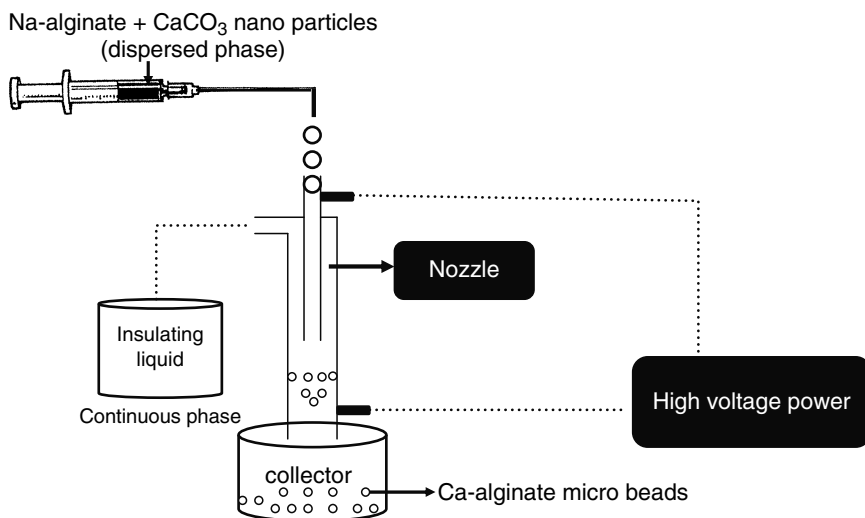 Na-alginate + CaCO₃ nano particles
(dispersed phase)
Nozzle
Insulating
liquid
Continuous phase
High voltage power
collector
Ca-alginate micro beads